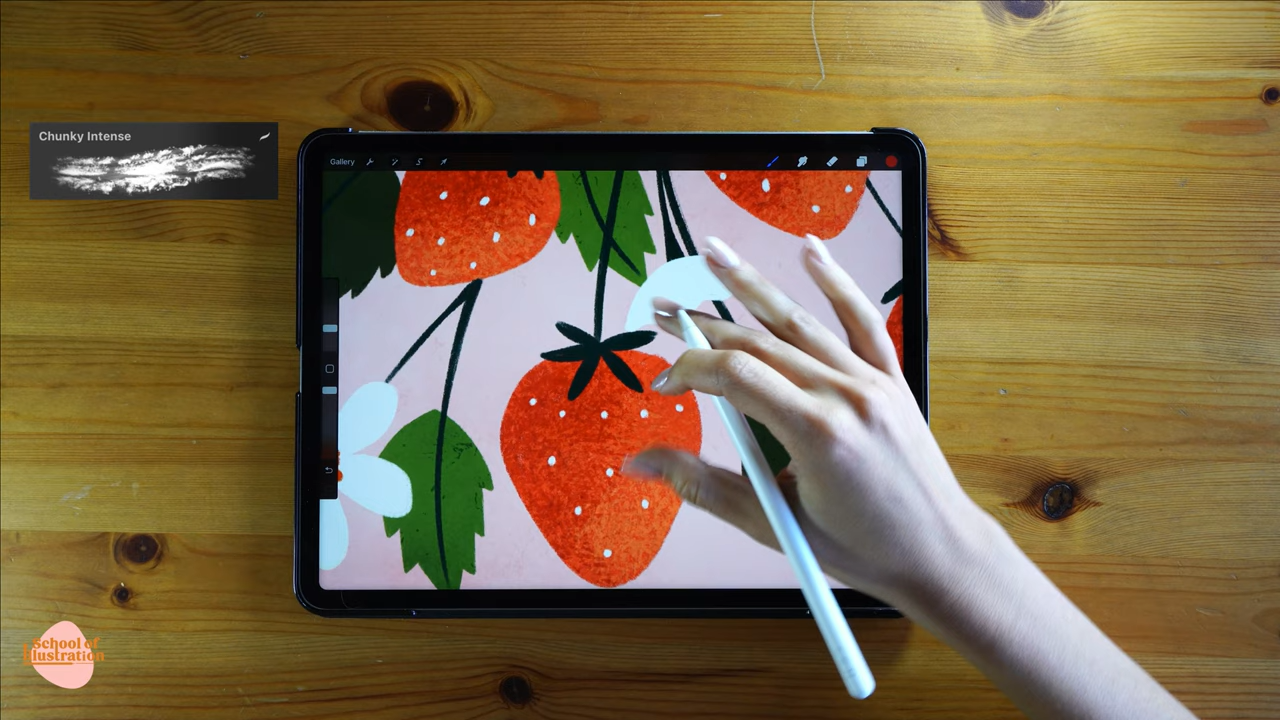 Chunky Intense
Gallery
School of
Illustration